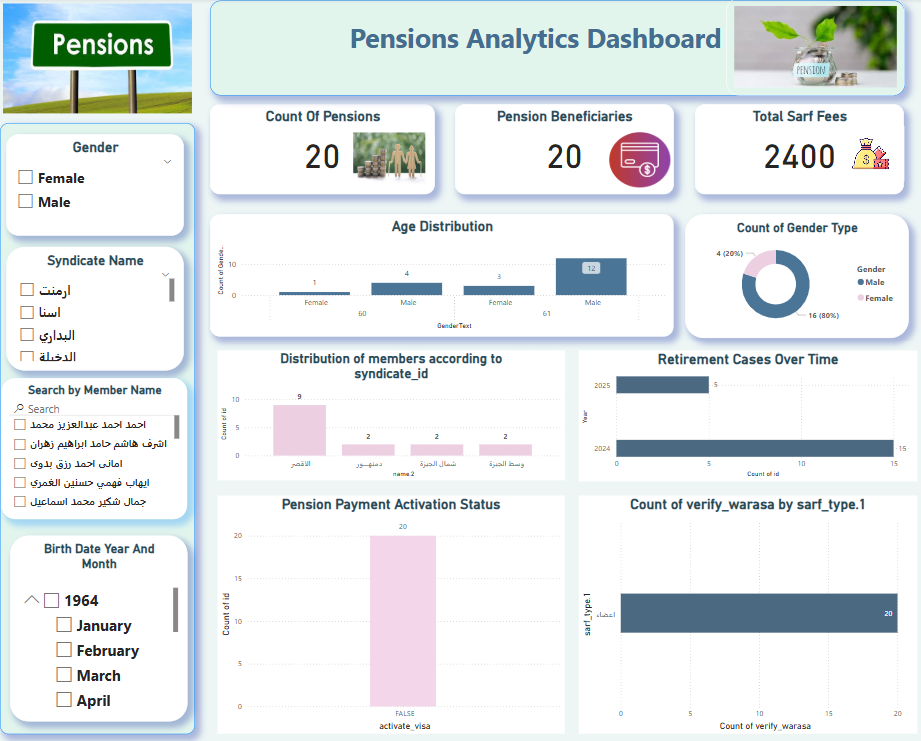 Pensions
Pensions Analytics Dashboard
PENSION
Count Of Pensions
20
Pension Beneficiaries
20
Total Sarf Fees
2400
Gender
Female
Male
Syndicate Name
ارمنت
اسنا
البداري
الدخيلة
Search by Member Name
Search
احمد احمد عبدالعزيز محمد
اشرف هاشم حامد ابراهيم زهران
امانى احمد رزق بدوى
ايهاب فهمي حسنين الغمري
جمال شكير محمد اسماعيل
Birth Date Year And
Month
1964
January
February
March
April
Age Distribution
Count of Gende..
10
0
1
4
3
12
Female
Male
Female
Male
60
61
GenderText
Count of Gender Type
4 (20%)
16 (80%)
Gender
Male
Female
Distribution of members according to
syndicate_id
Count of id
10
5
0
9
2
2
2
الاقصر
دمنهـــور
شمال الجيزة
وسط الجيزة
name.2
Retirement Cases Over Time
Year
2025
5
2024
15
0
5
10
15
Count of id
Pension Payment Activation Status
Count of id
20
20
15
10
5
0
FALSE
activate_visa
Count of verify_warasa by sarf_type.1
sarf_type.1
اعضاء
20
0
5
10
15
20
Count of verify_warasa